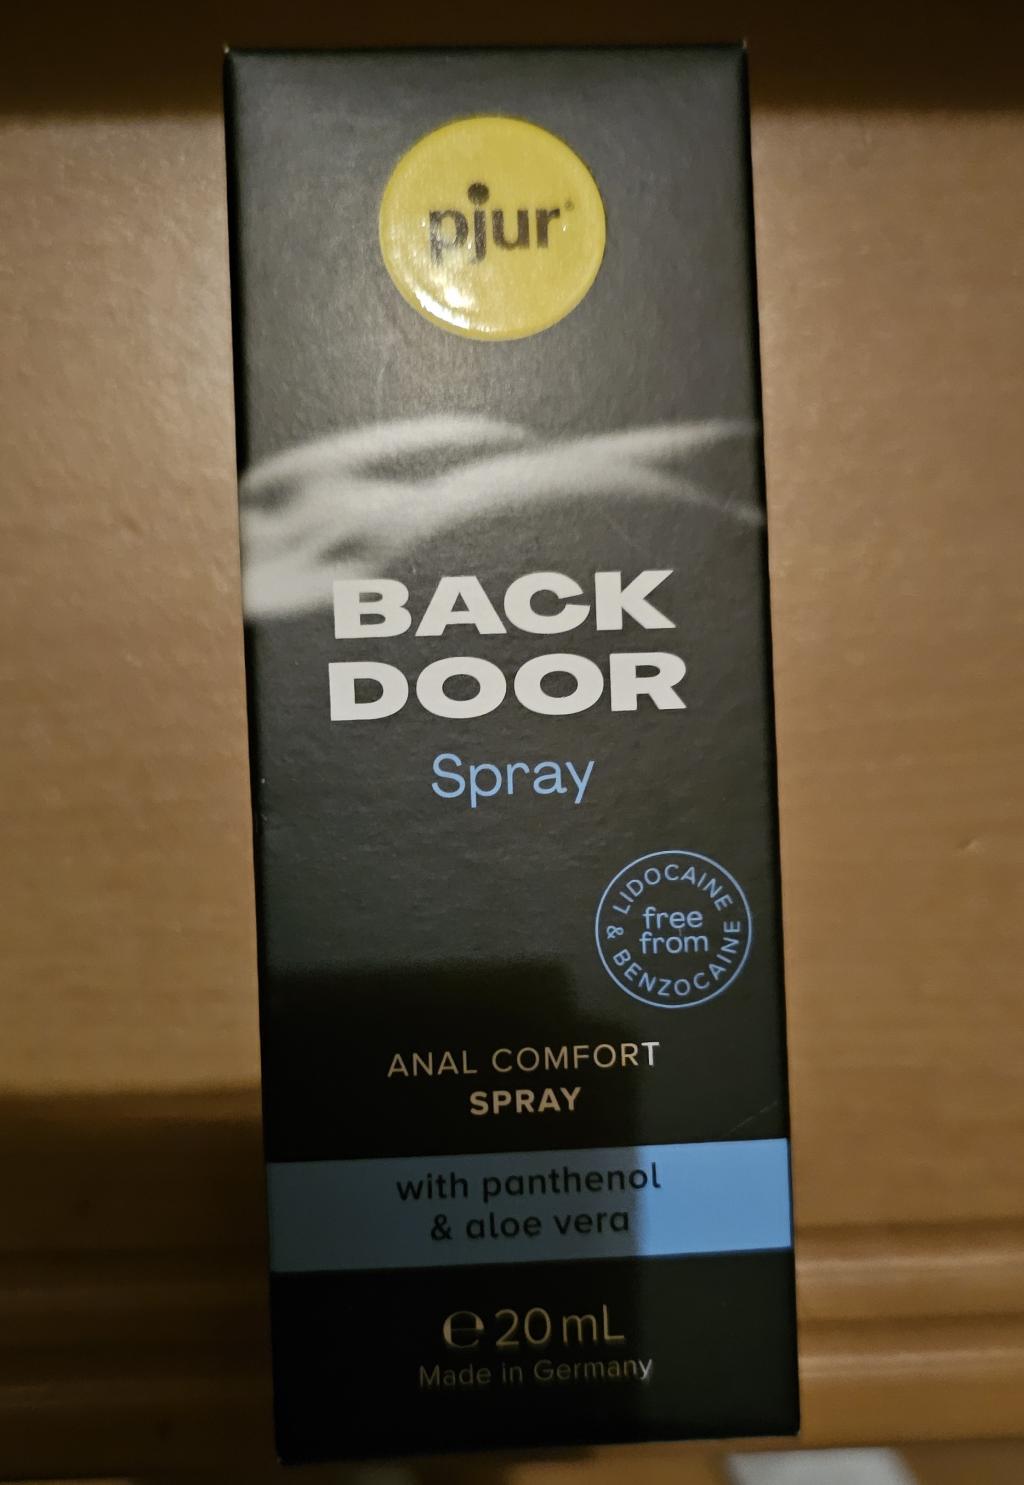 pjur®
BACK
DOOR
Spray
LIDOCAINE
free
from
& BENZOCAINE
ANAL COMFORT
SPRAY
with panthenol
& aloe vera
℮ 20 mL
Made in Germany